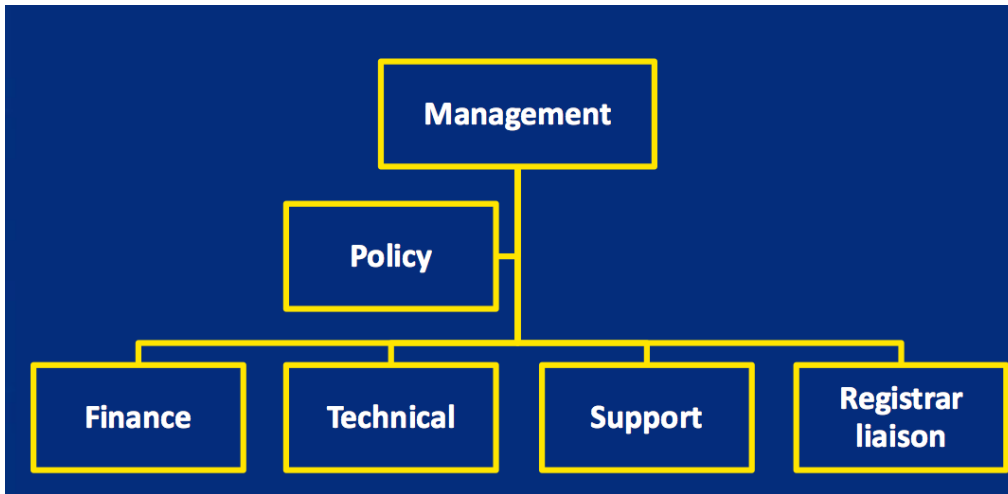 Management
Policy
Finance
Technical
Support
Registrar
liaison